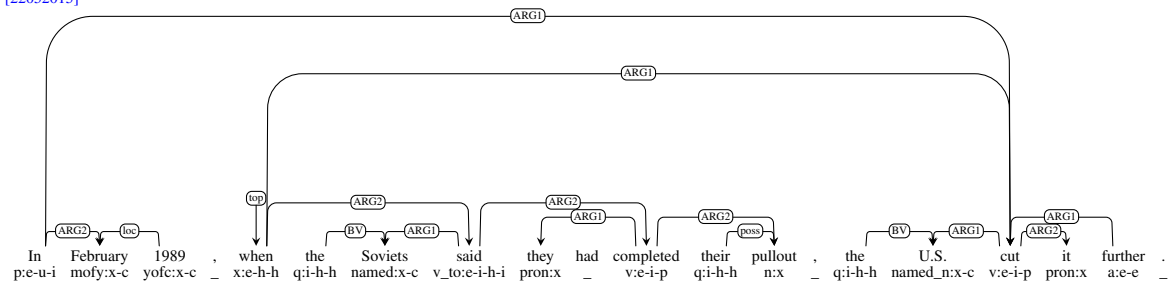 [22052015]
ARG1
ARG1
top
ARG2 ARG2
ARG1 ARG2
ARG2 loc BV ARG1 poss BV ARG1 ARG2 ARG1
In February 1989 , when the Soviets said they had completed their pullout , the U.S. cut it further .
p:e-u-i mofy:x-c yofc:x-c _ x:e-h-h q:i-h-h named:x-c v_to:e-i-h-i pron:x _ v:e-i-p q:i-h-h n:x _ q:i-h-h named_n:x-c v:e-i-p pron:x a:e-e _